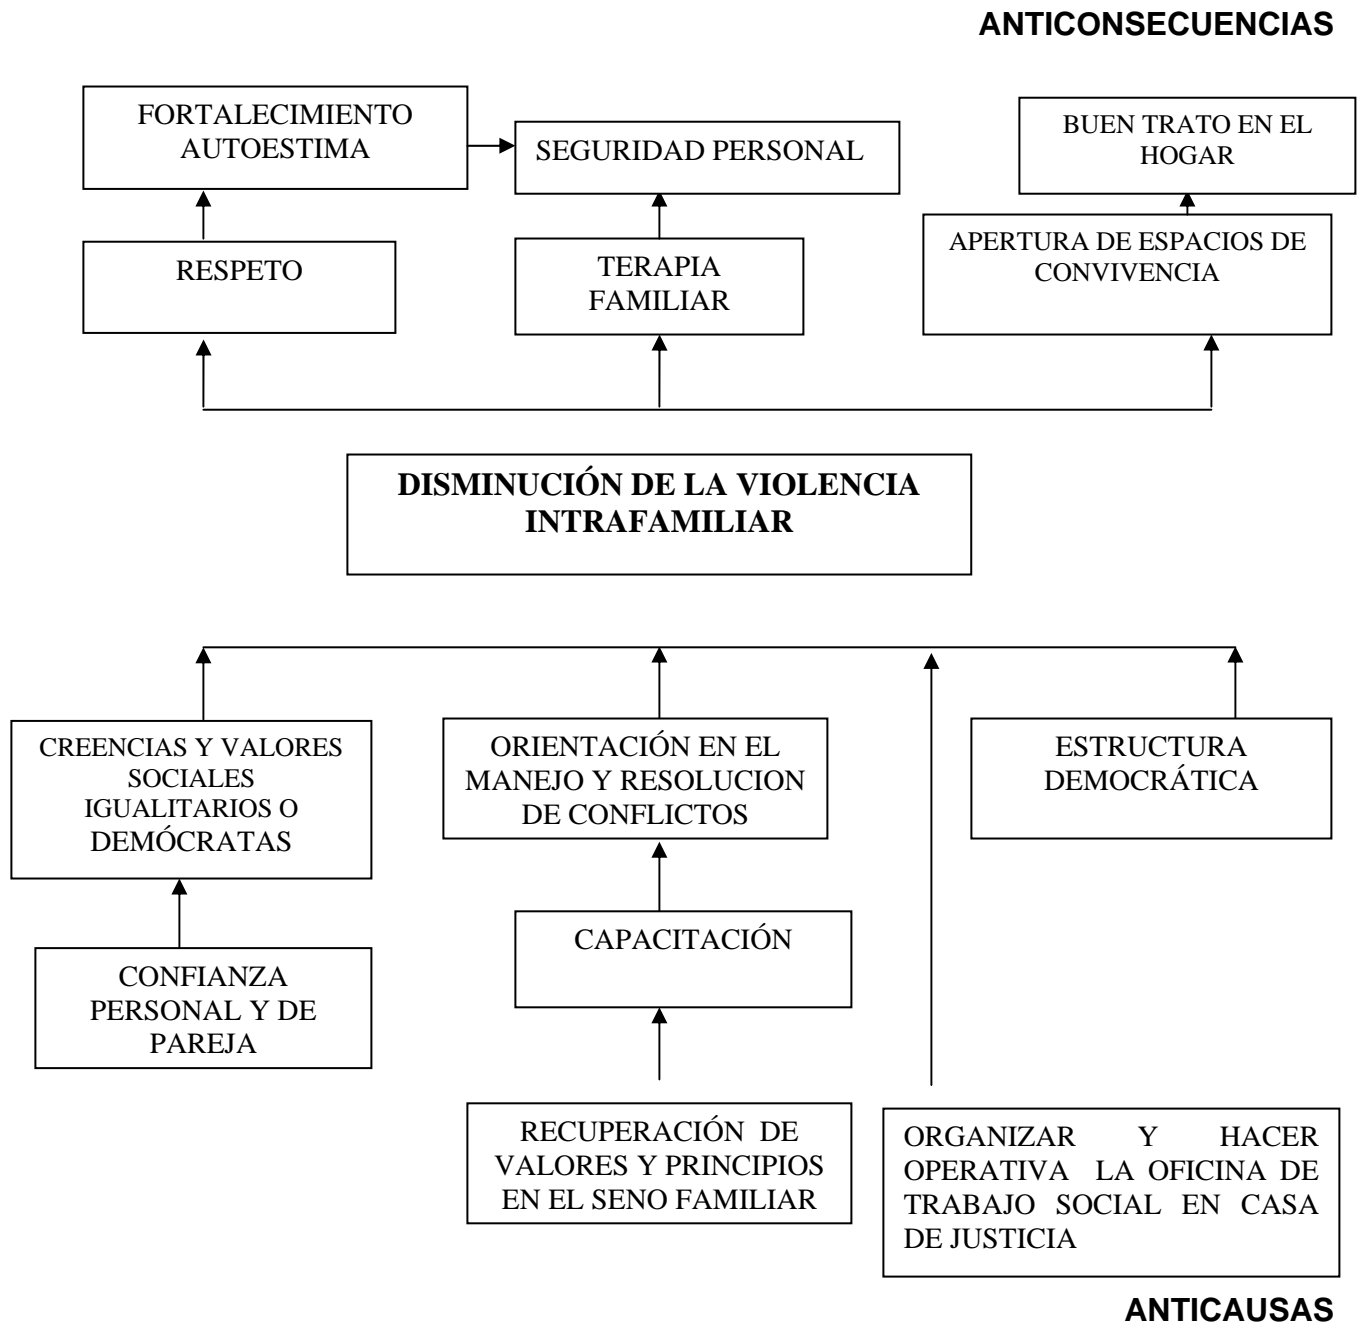 ANTICONSECUENCIAS
FORTALECIMIENTO
AUTOESTIMA
SEGURIDAD PERSONAL
BUEN TRATO EN EL
HOGAR
RESPETO
TERAPIA
FAMILIAR
APERTURA DE ESPACIOS DE
CONVIVENCIA
DISMINUCIÓN DE LA VIOLENCIA
INTRAFAMILIAR
CREENCIAS Y VALORES
SOCIALES
IGUALITARIOS O
DEMÓCRATAS
ORIENTACIÓN EN EL
MANEJO Y RESOLUCION
DE CONFLICTOS
ESTRUCTURA
DEMOCRÁTICA
CAPACITACIÓN
CONFIANZA
PERSONAL Y DE
PAREJA
RECUPERACIÓN DE
VALORES Y PRINCIPIOS
EN EL SENO FAMILIAR
ORGANIZAR Y HACER
OPERATIVA LA OFICINA DE
TRABAJO SOCIAL EN CASA
DE JUSTICIA
ANTICAUSAS